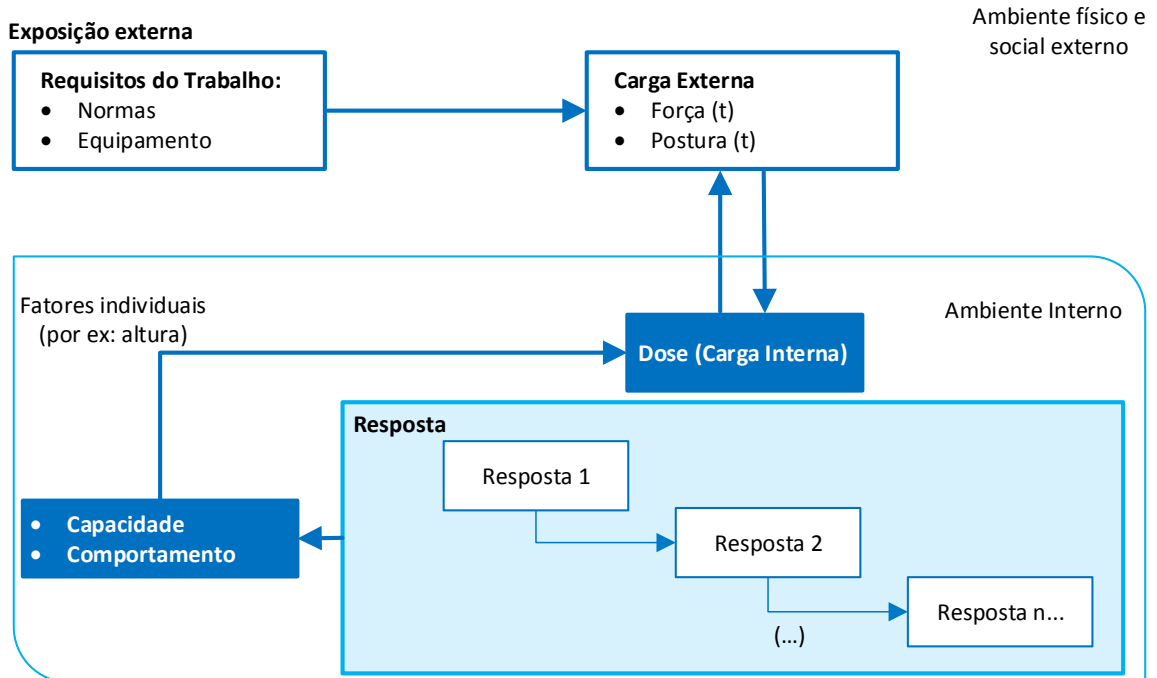 Exposição externa
Ambiente físico e
social externo
Requisitos do Trabalho:
• Normas
• Equipamento
Carga Externa
• Força (t)
• Postura (t)
Fatores individuais
(por ex: altura)
Ambiente Interno
Dose (Carga Interna)
Resposta
Resposta 1
• Capacidade
• Comportamento
Resposta 2
Resposta n...
(...)